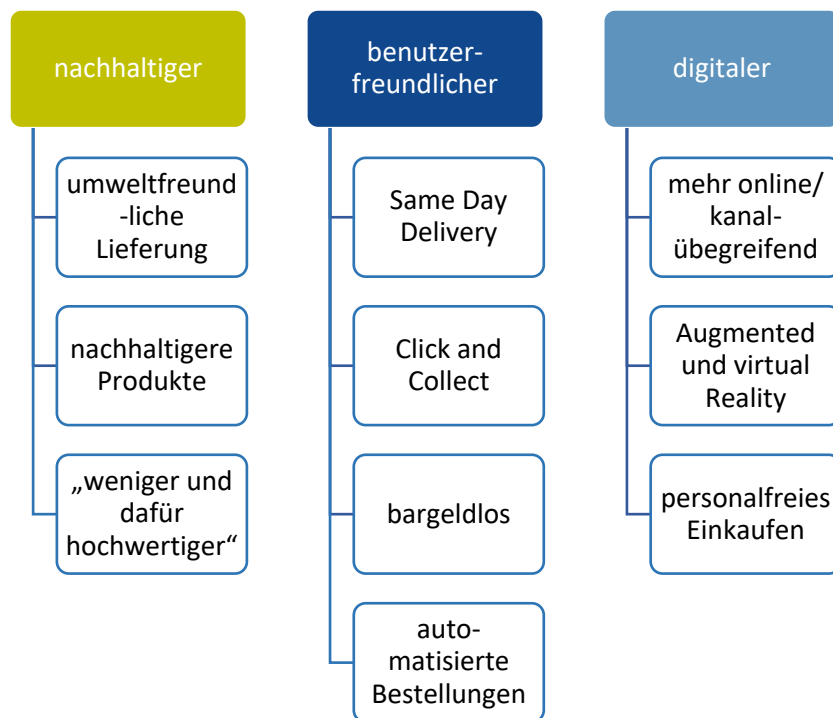 nachhaltiger
umweltfreund
-liche
Lieferung
nachhaltigere
Produkte
„weniger und
dafür
hochwertiger“
benutzer-
freundlicher
Same Day
Delivery
Click and
Collect
bargeldlos
auto-
matisierte
Bestellungen
digitaler
mehr online/
kanal-
übegreifend
Augmented
und virtual
Reality
personalfreies
Einkaufen